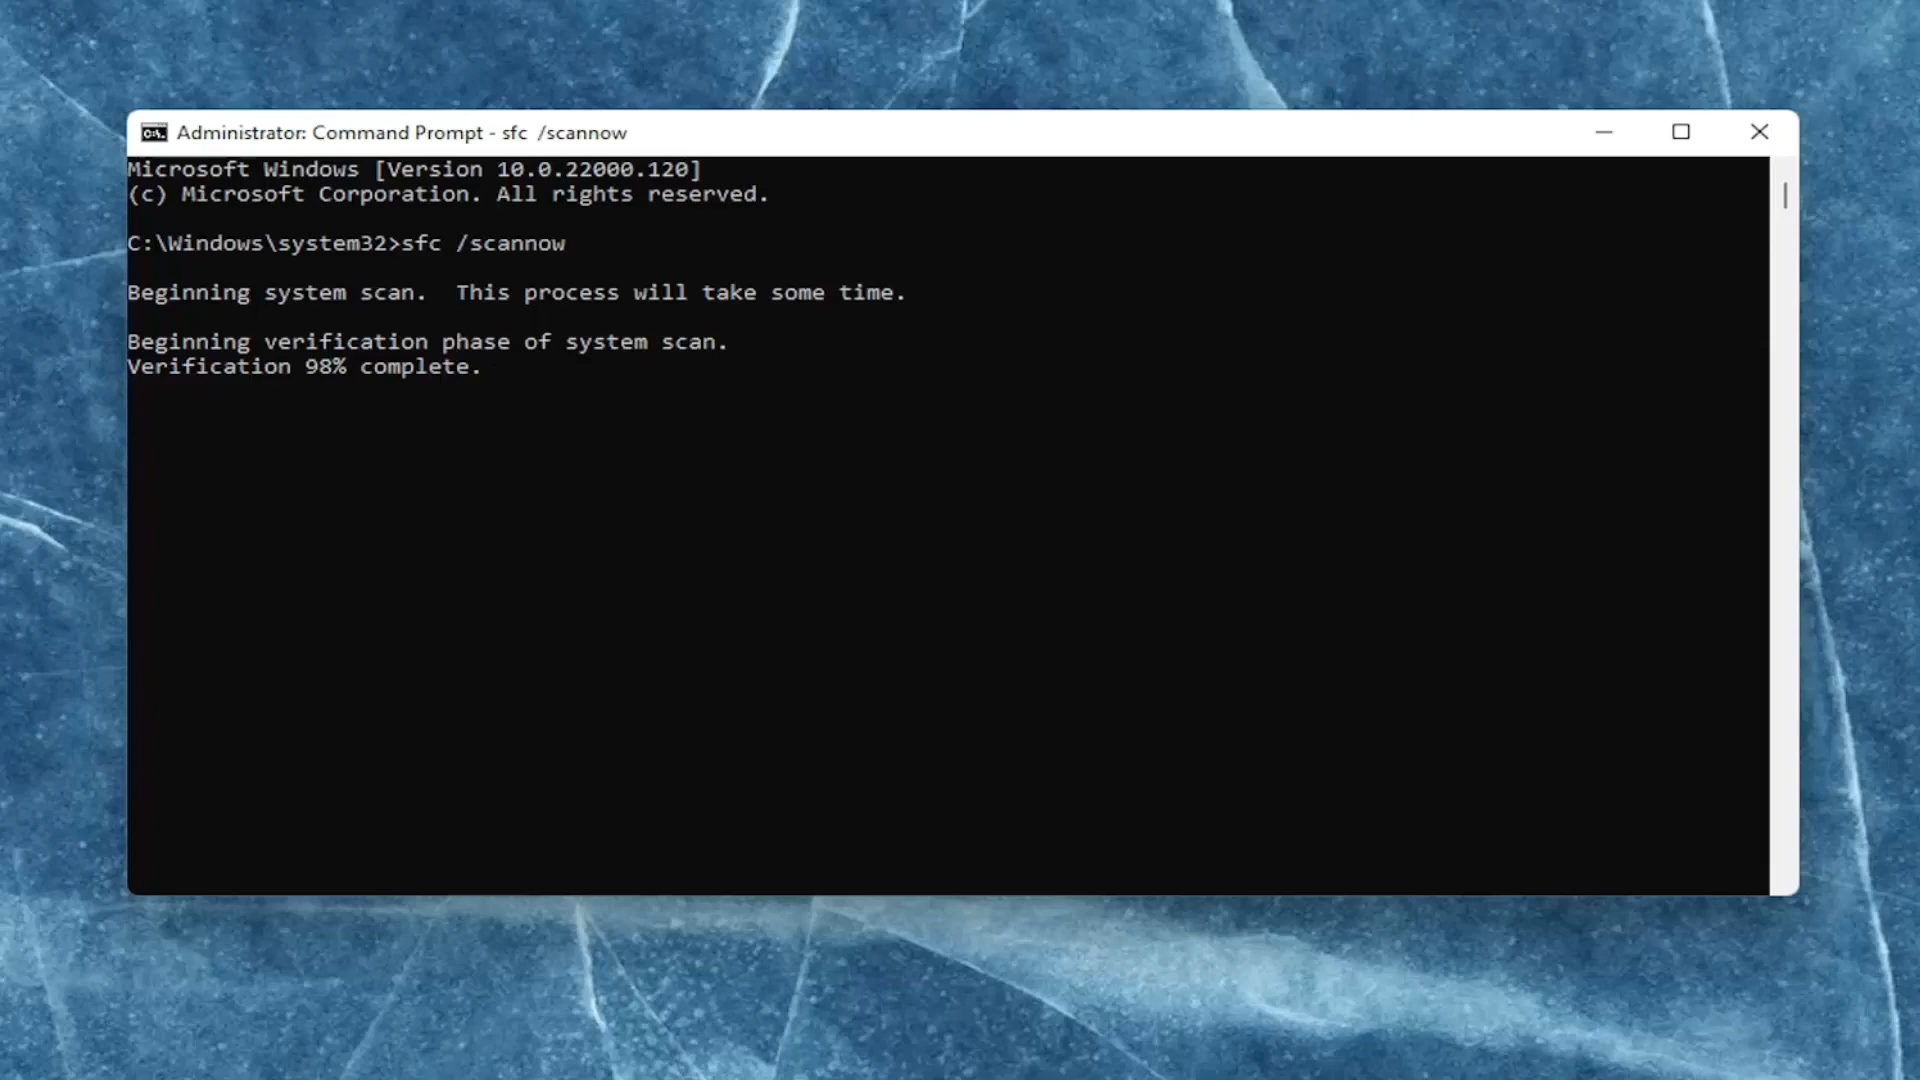 Administrator: Command Prompt - sfc  /scannow
Microsoft Windows [Version 10.0.22000.120]
(c) Microsoft Corporation. All rights reserved.
C:\Windows\system32>sfc /scannow
Beginning system scan.  This process will take some time.
Beginning verification phase of system scan.
Verification 98% complete.